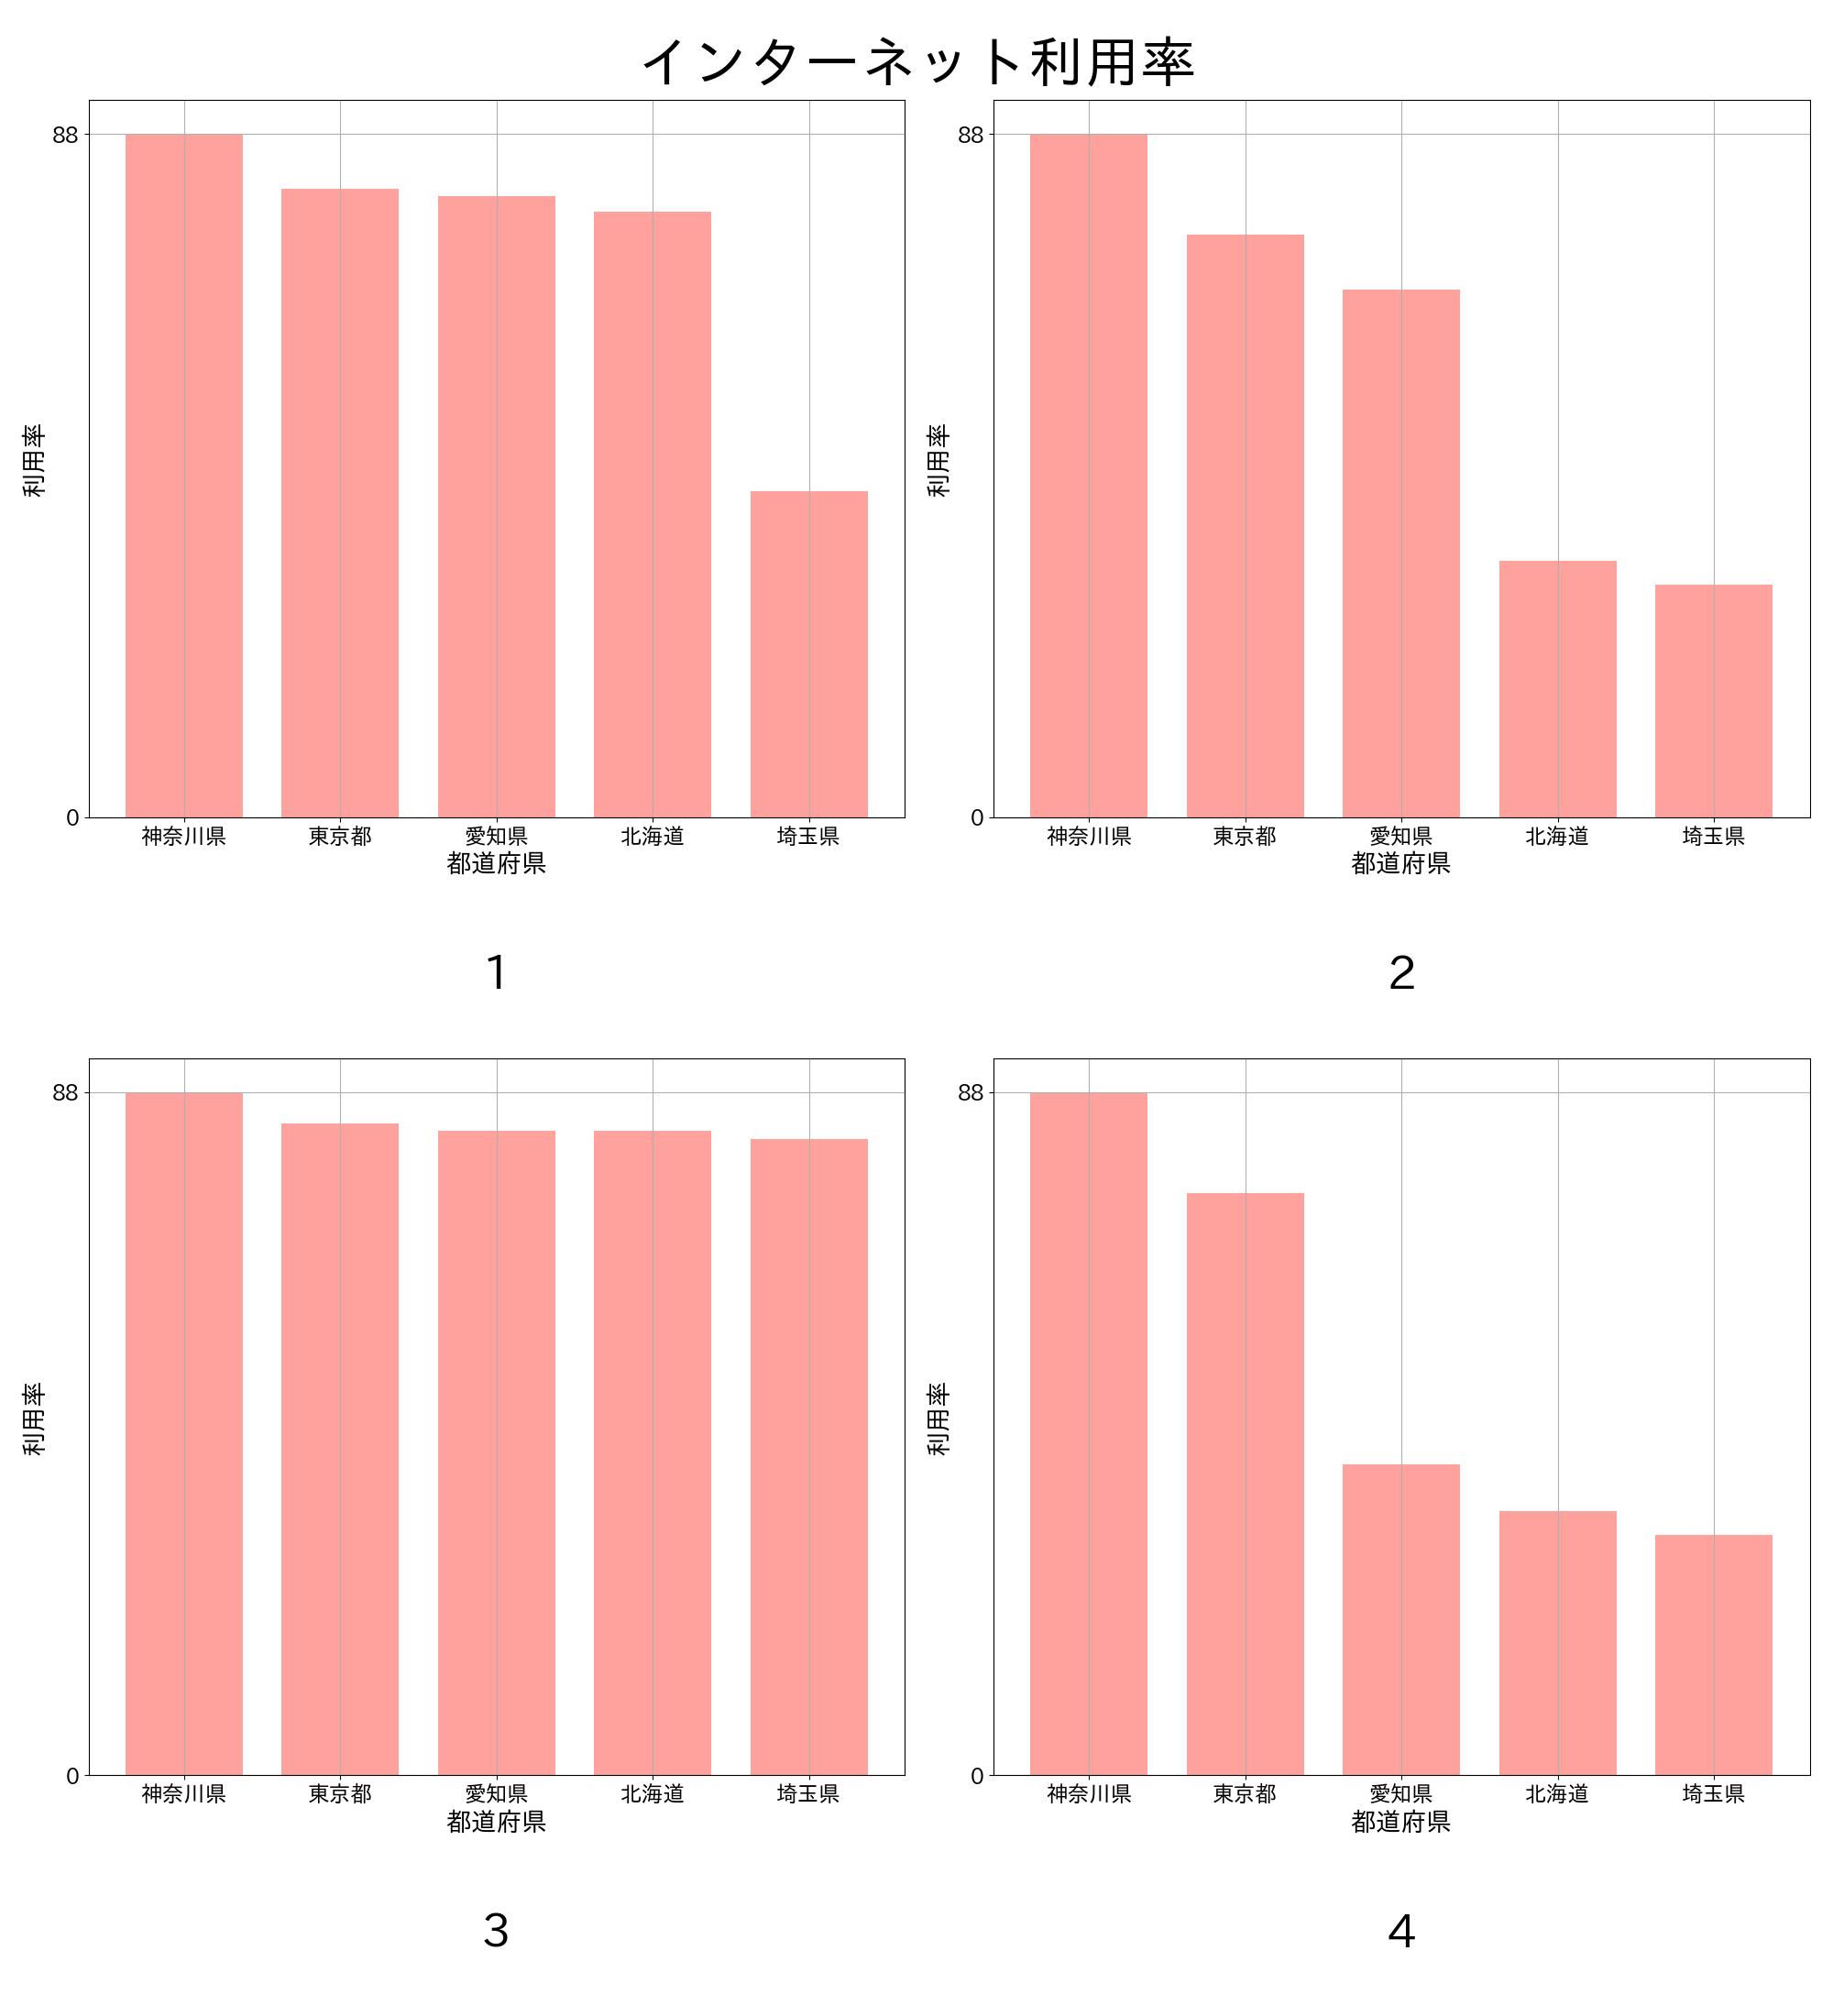 インターネット利用率
88
利用率
0
神奈川県 東京都 愛知県 北海道 埼玉県
都道府県
1
88
利用率
0
神奈川県 東京都 愛知県 北海道 埼玉県
都道府県
2
88
利用率
0
神奈川県 東京都 愛知県 北海道 埼玉県
都道府県
3
88
利用率
0
神奈川県 東京都 愛知県 北海道 埼玉県
都道府県
4